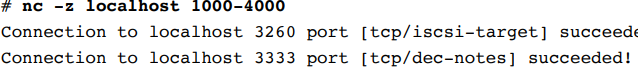 # nc -z localhost 1000-4000
Connection to localhost 3260 port [tcp/iscsi-target] succeede
Connection to localhost 3333 port [tcp/dec-notes] succeeded!